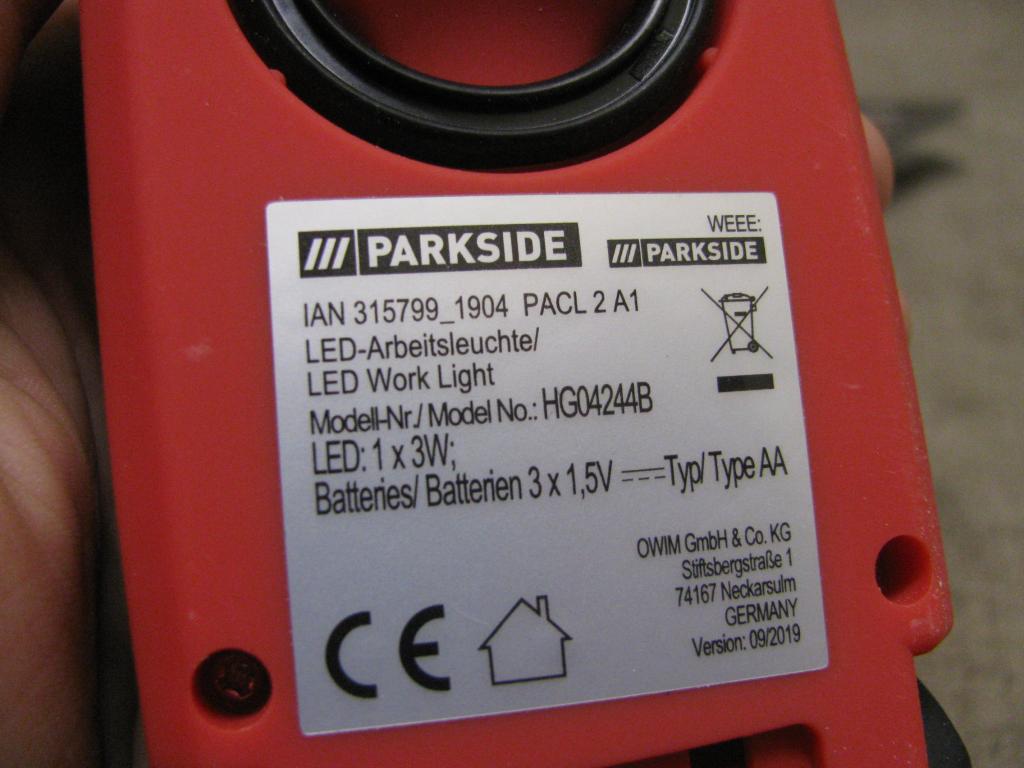 PARKSIDE
WEEE:
PARKSIDE
IAN 315799_1904 PACL 2 A1
LED-Arbeitsleuchte/
LED Work Light
Modell-Nr./ Model No.: HG04244B
LED: 1 x 3W;
Batteries/ Batterien 3 x 1,5V ⎓ Typ/ Type AA
OWIM GmbH & Co. KG
Stiftsbergstraße 1
74167 Neckarsulm
GERMANY
Version: 09/2019
CE